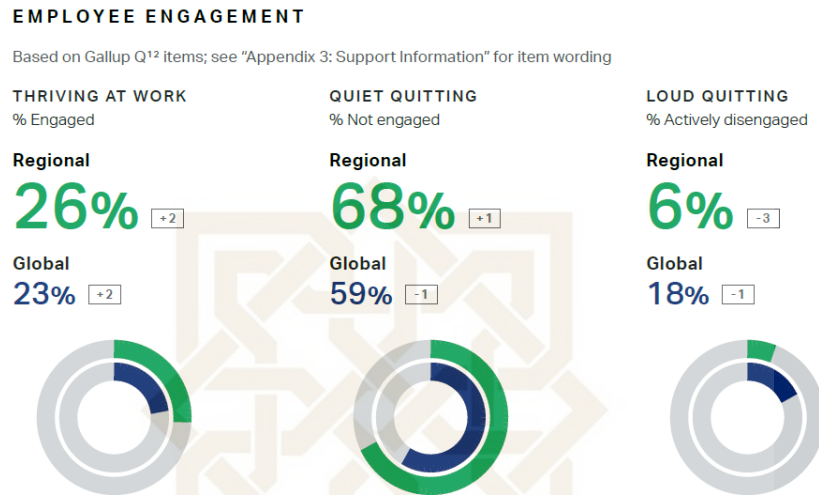 EMPLOYEE ENGAGEMENT
Based on Gallup Q¹² items; see “Appendix 3: Support Information” for item wording
THRIVING AT WORK
% Engaged
Regional
26% +2
Global
23% +2
QUIET QUITTING
% Not engaged
Regional
68% +1
Global
59% -1
LOUD QUITTING
% Actively disengaged
Regional
6% -3
Global
18% -1